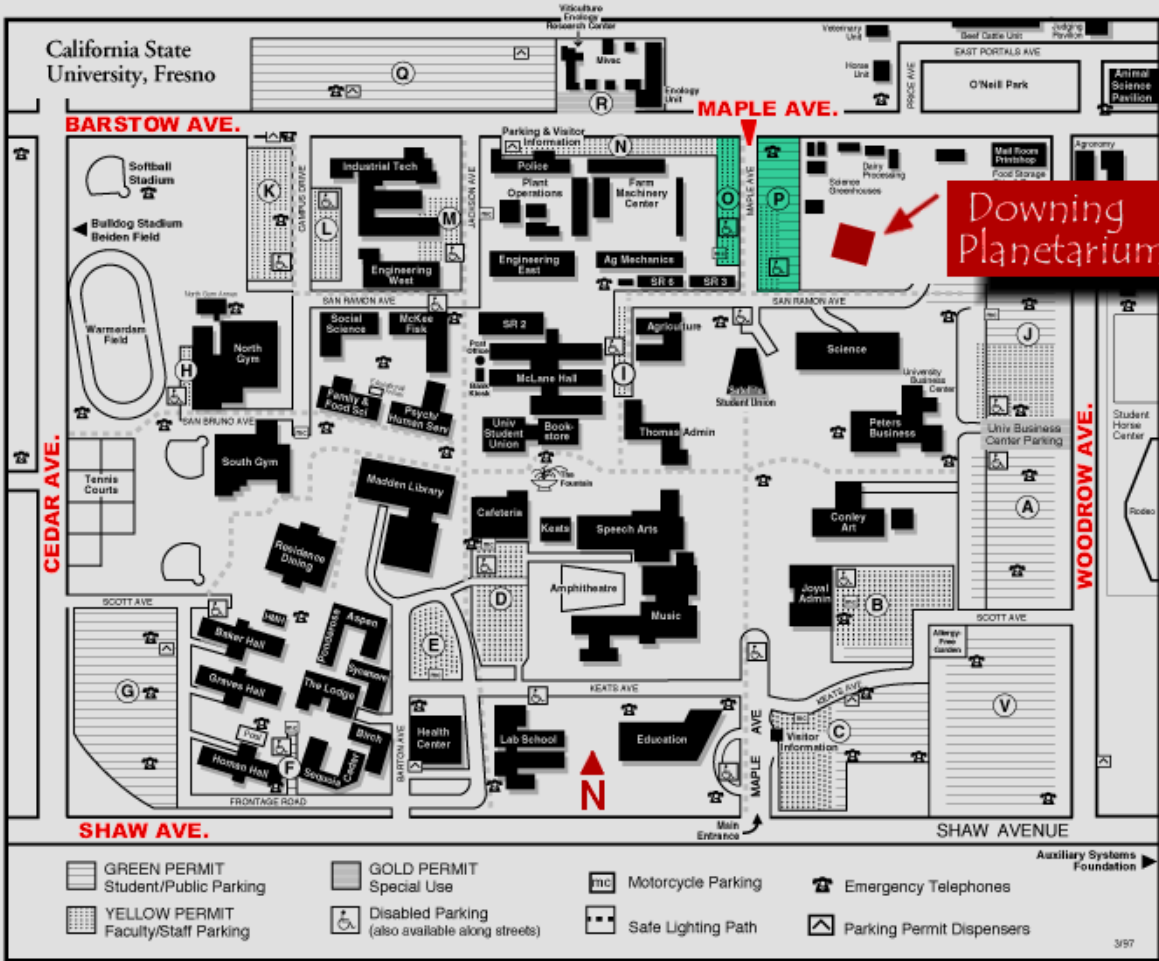 California State
University, Fresno
Viticulture
Enology
Research Center
Mivac
Enology
Unit
Q
R
Veterinary
Unit
Horse
Unit
Beef Cattle Unit
Judging
Pavilion
EAST PORTALS AVE
PRICE AVE
O'Neill Park
Animal
Science
Pavilion
BARSTOW AVE.
MAPLE AVE.
Softball
Stadium
Bulldog Stadium
Beiden Field
K
CAMPUS DRIVE
L
Industrial Tech
M
JACKSON AVE
Engineering
West
Parking & Visitor
Information
N
Police
Plant
Operations
Farm
Machinery
Center
mc
Engineering
East
Ag Mechanics
SR 6
SR 3
O
MAPLE AVE
P
Science
Greenhouses
Dairy
Processing
Mail Room
Printshop
Food Storage
Agronomy
Downing
Planetarium
SAN RAMON AVE
SAN RAMON AVE
Warmerdam
Field
North Gym Annex
North
Gym
H
Social
Science
McKee
Fisk
SR 2
Post
Office
Bank
Kiosk
McLane Hall
Agriculture
I
Satellite
Student Union
Science
University
Business
Center
mc
J
Family &
Food Sci
Psych/
Human Serv
SAN BRUNO AVE
mc
Univ
Student
Union
Book-
store
Thomas Admin
Peters
Business
Univ Business
Center Parking
Student
Horse
Center
CEDAR AVE.
WOODROW AVE.
Tennis
Courts
South Gym
Madden Library
The
Fountain
Cafeteria
Keats
Speech Arts
Conley
Art
A
Rodeo
Residence
Dining
mc
D
Amphitheatre
Music
Joyal
Admin
B
SCOTT AVE
SCOTT AVE
HMH
Baker Hall
Ponderosa
Aspen
Sycamore
E
mc
Allergy-
Free
Garden
G
Graves Hall
The Lodge
KEATS AVE
KEATS AVE
V
Pool
Birch
Homan Hall
F
Sequoia
Cedar
BARTON AVE
Health
Center
Lab School
N
Education
MAPLE AVE
mc
Visitor
Information
C
FRONTAGE ROAD
SHAW AVE.
Main
Entrance
SHAW AVENUE
Auxiliary Systems
Foundation
GREEN PERMIT
Student/Public Parking
YELLOW PERMIT
Faculty/Staff Parking
GOLD PERMIT
Special Use
Disabled Parking
(also available along streets)
mc
Motorcycle Parking
Safe Lighting Path
Emergency Telephones
Parking Permit Dispensers
3/97